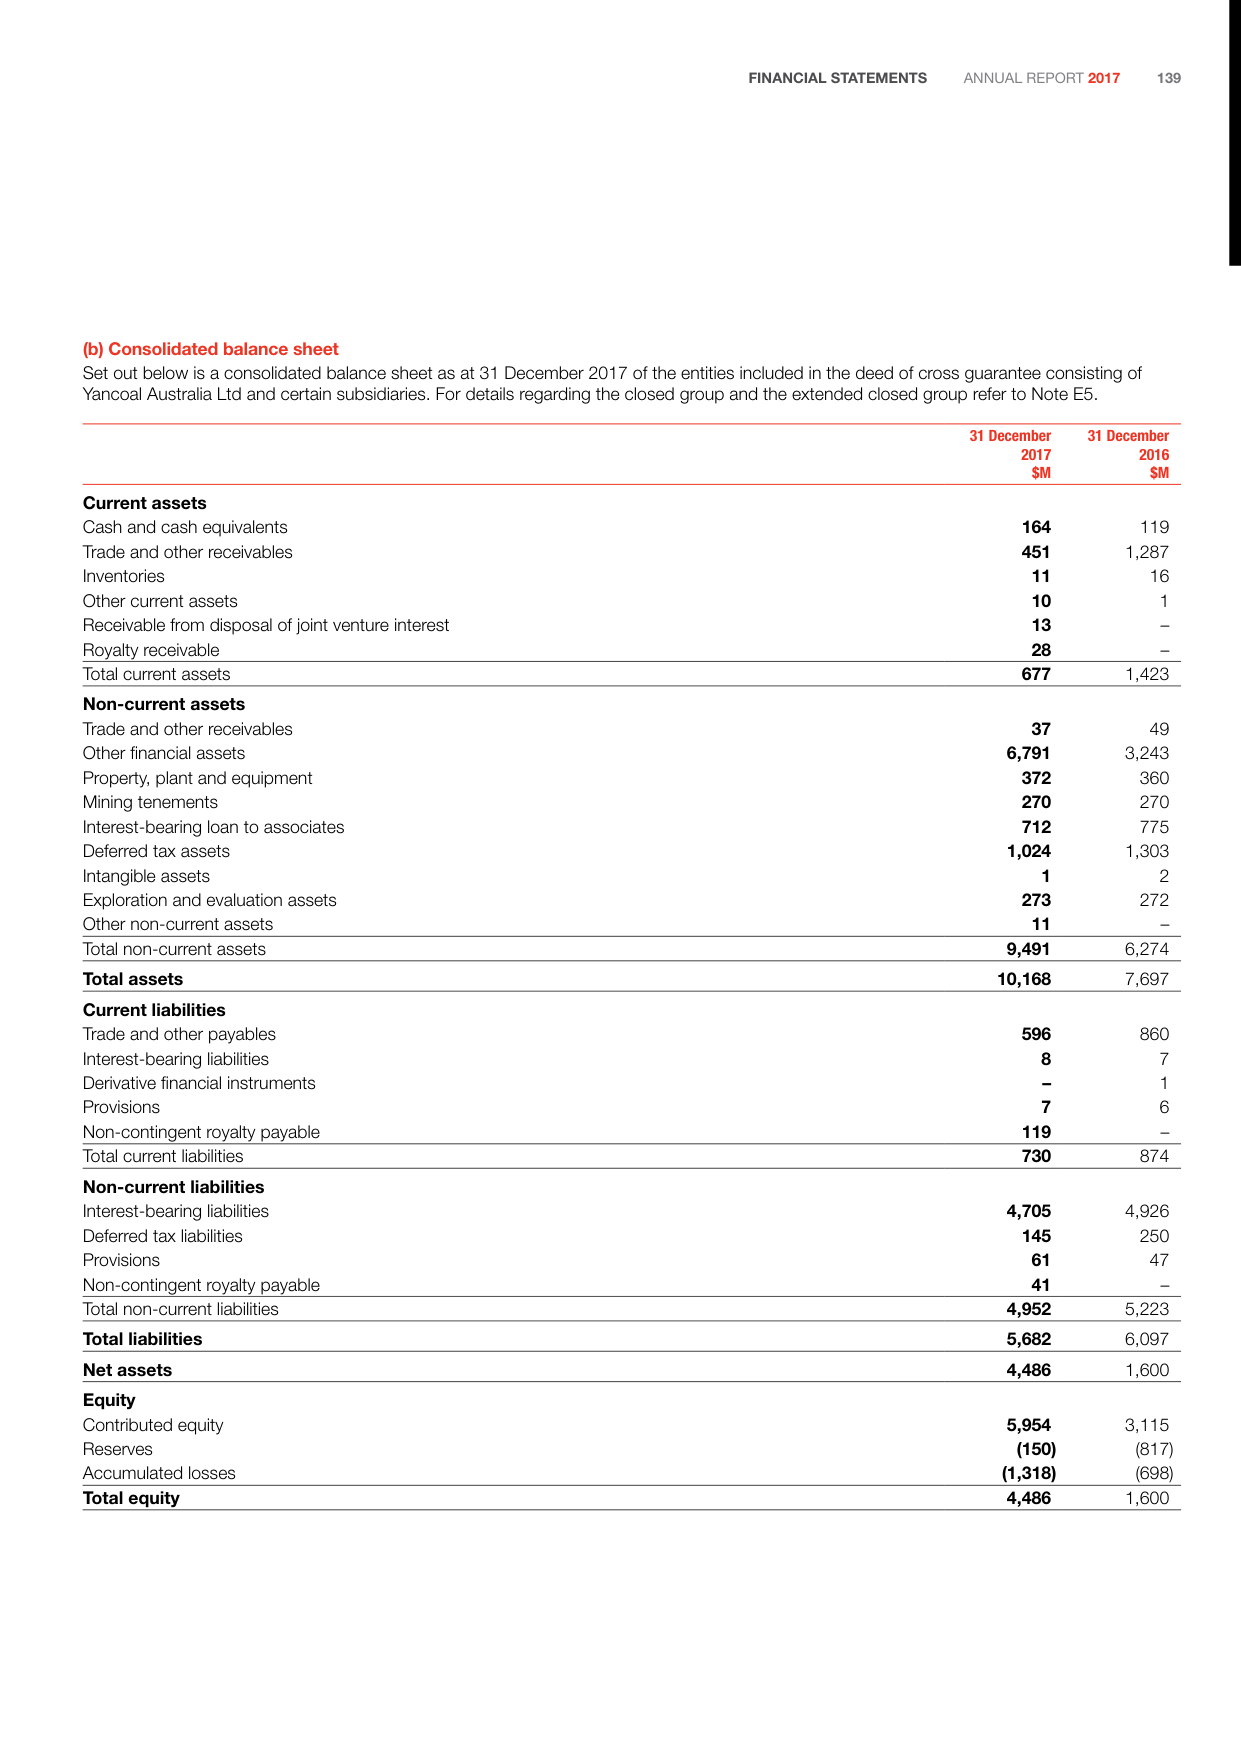 FINANCIAL STATEMENTS ANNUAL REPORT 2017 139
(b) Consolidated balance sheet
Set out below is a consolidated balance sheet as at 31 December 2017 of the entities included in the deed of cross guarantee consisting of
Yancoal Australia Ltd and certain subsidiaries. For details regarding the closed group and the extended closed group refer to Note E5.
31 December 31 December
2017 2016
$M $M
Current assets
Cash and cash equivalents 164 119
Trade and other receivables 451 1,287
Inventories 11 16
Other current assets 10 1
Receivable from disposal of joint venture interest 13 –
Royalty receivable 28 –
Total current assets 677 1,423
Non-current assets
Trade and other receivables 37 49
Other financial assets 6,791 3,243
Property, plant and equipment 372 360
Mining tenements 270 270
Interest-bearing loan to associates 712 775
Deferred tax assets 1,024 1,303
Intangible assets 1 2
Exploration and evaluation assets 273 272
Other non-current assets 11 –
Total non-current assets 9,491 6,274
Total assets 10,168 7,697
Current liabilities
Trade and other payables 596 860
Interest-bearing liabilities 8 7
Derivative financial instruments – 1
Provisions 7 6
Non-contingent royalty payable 119 –
Total current liabilities 730 874
Non-current liabilities
Interest-bearing liabilities 4,705 4,926
Deferred tax liabilities 145 250
Provisions 61 47
Non-contingent royalty payable 41 –
Total non-current liabilities 4,952 5,223
Total liabilities 5,682 6,097
Net assets 4,486 1,600
Equity
Contributed equity 5,954 3,115
Reserves (150) (817)
Accumulated losses (1,318) (698)
Total equity 4,486 1,600